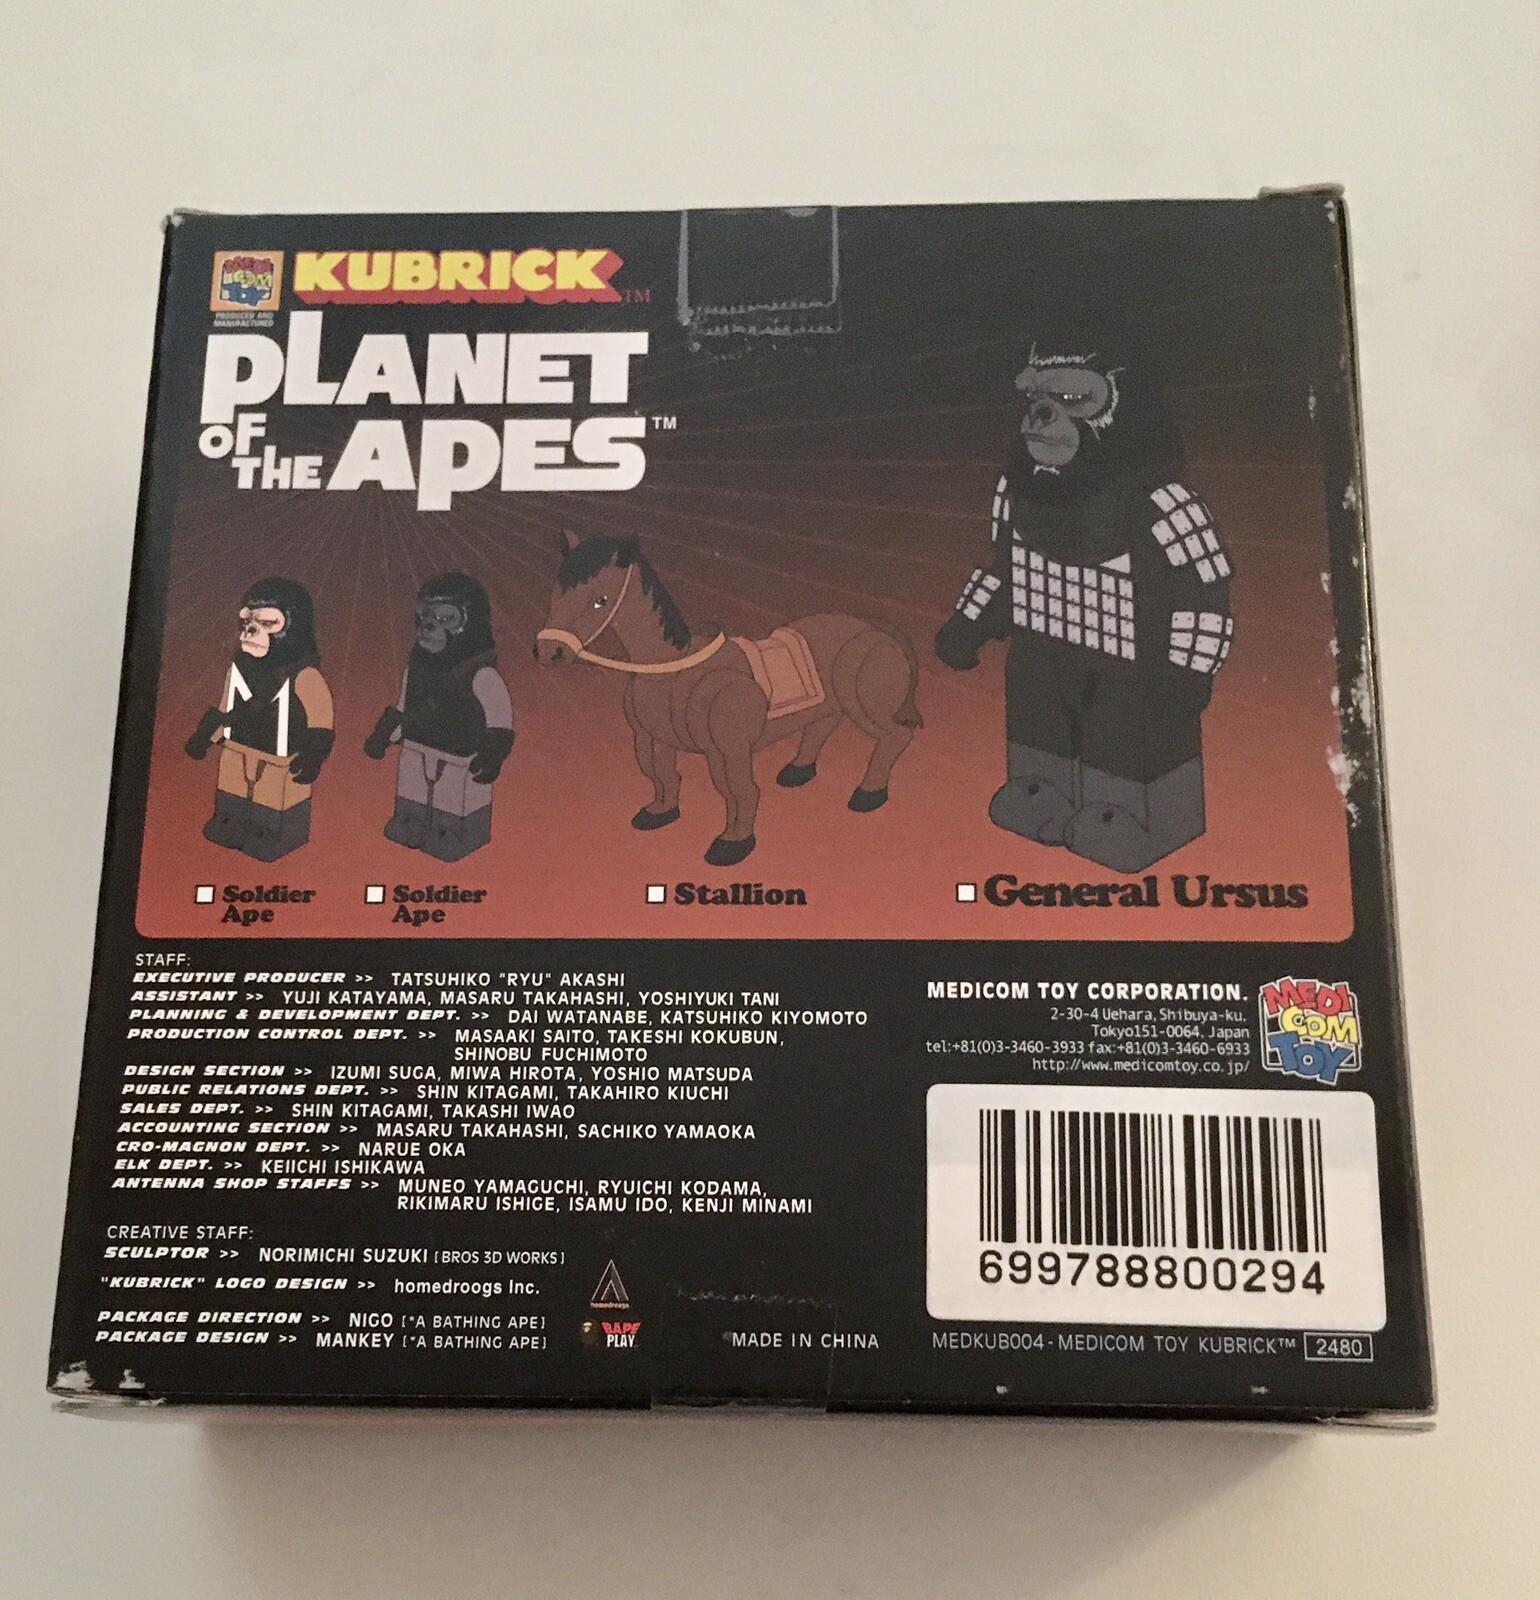 MEDI
COM
TOY
PRODUCED AND
MANUFACTURED
KUBRICK TM
PLANET
OF
THE APES™
Soldier
Ape
Soldier
Ape
Stallion
General Ursus
STAFF:
EXECUTIVE PRODUCER >> TATSUHIKO "RYU" AKASHI
ASSISTANT >> YUJI KATAYAMA, MASARU TAKAHASHI, YOSHIYUKI TANI
PLANNING & DEVELOPMENT DEPT. >> DAI WATANABE, KATSUHIKO KIYOMOTO
PRODUCTION CONTROL DEPT. >> MASAAKI SAITO, TAKESHI KOKUBUN,
SHINOBU FUCHIMOTO
DESIGN SECTION >> IZUMI SUGA, MIWA HIROTA, YOSHIO MATSUDA
PUBLIC RELATIONS DEPT. >> SHIN KITAGAMI, TAKAHIRO KIUCHI
SALES DEPT. >> SHIN KITAGAMI, TAKASHI IWAO
ACCOUNTING SECTION >> MASARU TAKAHASHI, SACHIKO YAMAOKA
CRO-MAGNON DEPT. >> NARUE OKA
ELK DEPT. >> KEIICHI ISHIKAWA
ANTENNA SHOP STAFFS >> MUNEO YAMAGUCHI, RYUICHI KODAMA,
RIKIMARU ISHIGE, ISAMU IDO, KENJI MINAMI
CREATIVE STAFF:
SCULPTOR >> NORIMICHI SUZUKI [BROS 3D WORKS]
"KUBRICK" LOGO DESIGN >> homedroogs Inc.
homedroogs
PACKAGE DIRECTION >> NIGO [*A BATHING APE]
PACKAGE DESIGN >> MANKEY [*A BATHING APE]
BAPE
PLAY
MADE IN CHINA
MEDICOM TOY CORPORATION.
2-30-4 Uehara, Shibuya-ku.
Tokyo151-0064, Japan
tel:+81(0)3-3460-3933 fax:+81(0)3-3460-6933
http://www.medicomtoy.co.jp/
MEDI
COM
TOY
699788800294
MEDKUB004-MEDICOM TOY KUBRICK™ 2480